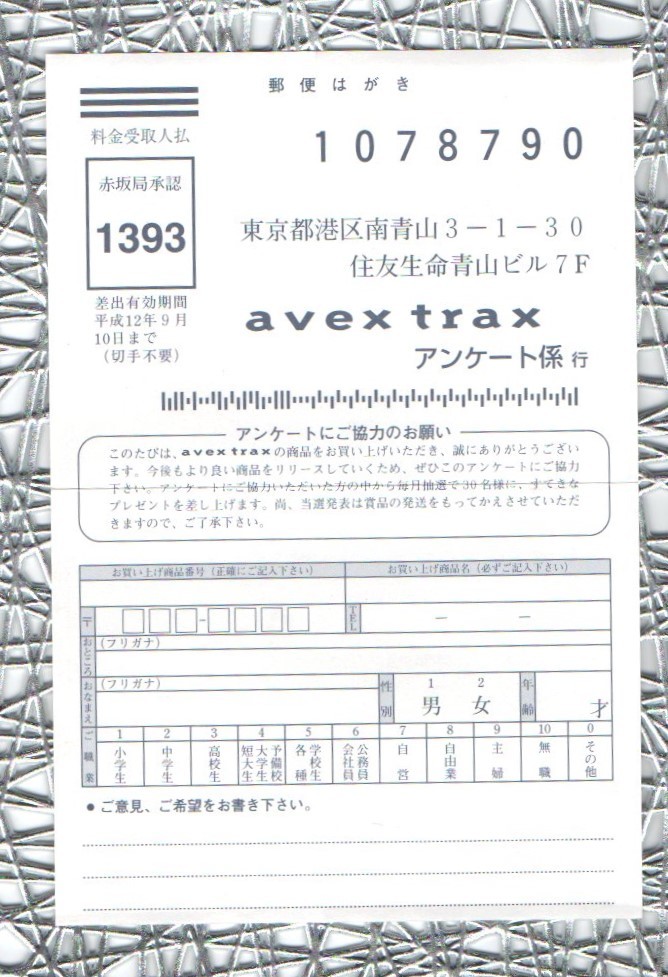 郵便はがき
料金受取人払
赤坂局承認
1393
差出有効期間
平成12年9月
10日まで
（切手不要）
1078790
東京都港区南青山3－1－30
住友生命青山ビル7F
avex trax
アンケート係 行
アンケートにご協力のお願い
このたびは、avex traxの商品をお買い上げいただき、誠にありがとうござい
ます。今後もより良い商品をリリースしていくため、ぜひこのアンケートにご協力
下さい。アンケートにご協力いただいた方の中から毎月抽選で30名様に、すてきな
プレゼントを差し上げます。尚、当選発表は賞品の発送をもってかえさせていただ
きますので、ご了承下さい。
お買い上げ商品番号（正確にご記入下さい） お買い上げ商品名（必ずご記入下さい）
〒 - TEL － －
おところ （フリガナ）
おなまえ （フリガナ） 性別 1 男 2 女 年齢 才
ご職業 1 2 3 4 5 6 7 8 9 10 0
小学生 中学生 高校生 予備校 大学生 短大生 学校生 各種 公務員 会社員 自営 自由業 主婦 無職 その他
●ご意見、ご希望をお書き下さい。